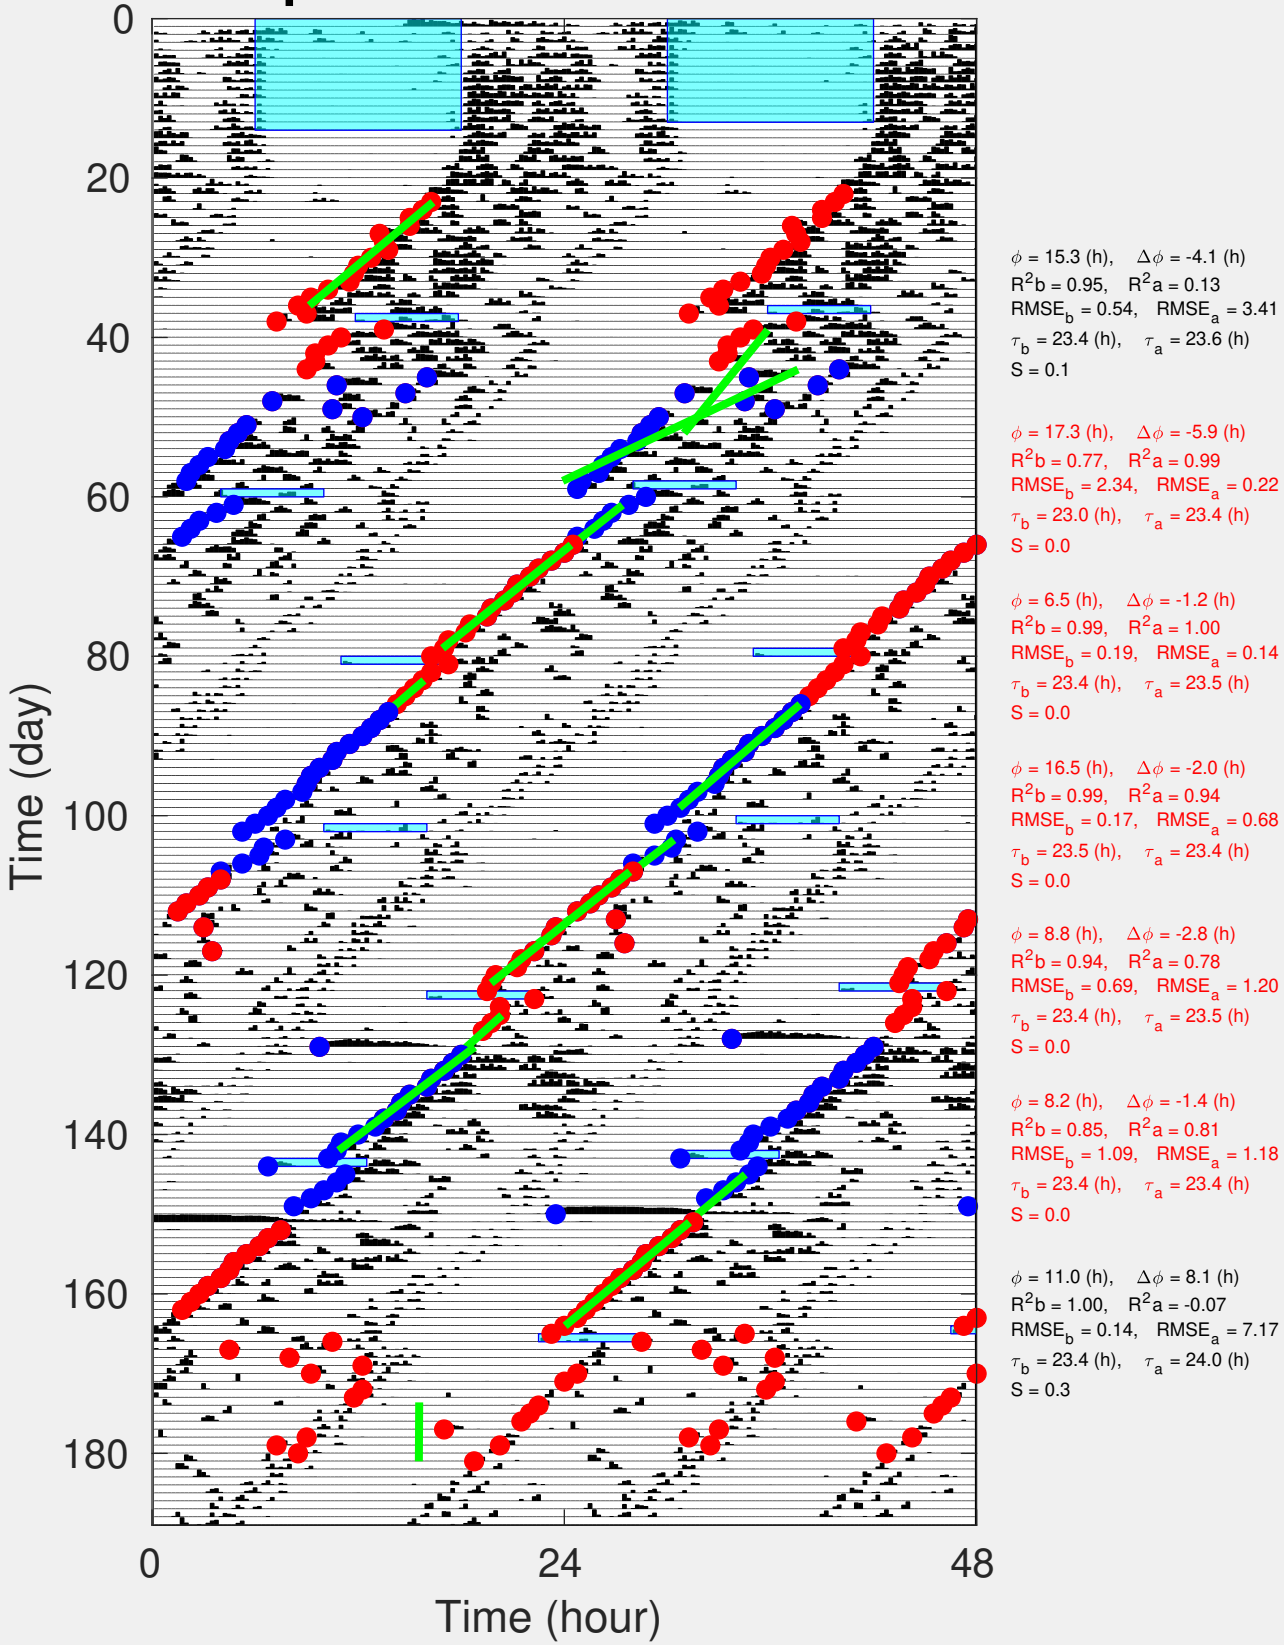 0
20
40
60
80
100
120
140
160
180
Time (day)
0 24 48
Time (hour)
ϕ = 15.3 (h), Δϕ = -4.1 (h)
R²b = 0.95, R²a = 0.13
RMSE_b = 0.54, RMSE_a = 3.41
τ_b = 23.4 (h), τ_a = 23.6 (h)
S = 0.1
ϕ = 17.3 (h), Δϕ = -5.9 (h)
R²b = 0.77, R²a = 0.99
RMSE_b = 2.34, RMSE_a = 0.22
τ_b = 23.0 (h), τ_a = 23.4 (h)
S = 0.0
ϕ = 6.5 (h), Δϕ = -1.2 (h)
R²b = 0.99, R²a = 1.00
RMSE_b = 0.19, RMSE_a = 0.14
τ_b = 23.4 (h), τ_a = 23.5 (h)
S = 0.0
ϕ = 16.5 (h), Δϕ = -2.0 (h)
R²b = 0.99, R²a = 0.94
RMSE_b = 0.17, RMSE_a = 0.68
τ_b = 23.5 (h), τ_a = 23.4 (h)
S = 0.0
ϕ = 8.8 (h), Δϕ = -2.8 (h)
R²b = 0.94, R²a = 0.78
RMSE_b = 0.69, RMSE_a = 1.20
τ_b = 23.4 (h), τ_a = 23.5 (h)
S = 0.0
ϕ = 8.2 (h), Δϕ = -1.4 (h)
R²b = 0.85, R²a = 0.81
RMSE_b = 1.09, RMSE_a = 1.18
τ_b = 23.4 (h), τ_a = 23.4 (h)
S = 0.0
ϕ = 11.0 (h), Δϕ = 8.1 (h)
R²b = 1.00, R²a = -0.07
RMSE_b = 0.14, RMSE_a = 7.17
τ_b = 23.4 (h), τ_a = 24.0 (h)
S = 0.3